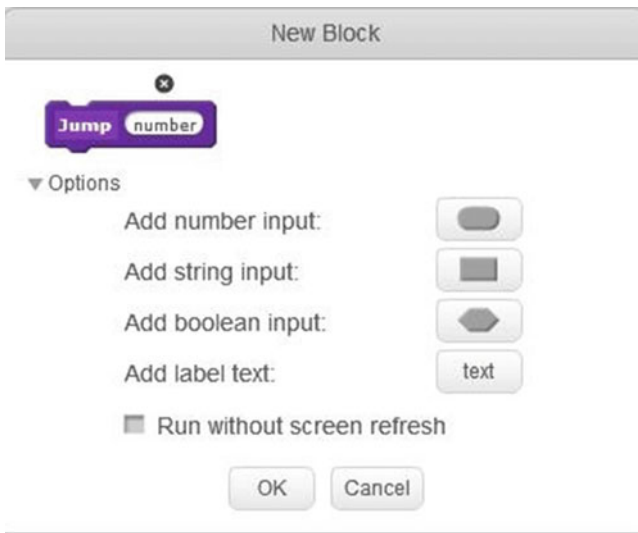 New Block
Jump number
Options
Add number input:
Add string input:
Add boolean input:
Add label text: text
Run without screen refresh
OK Cancel